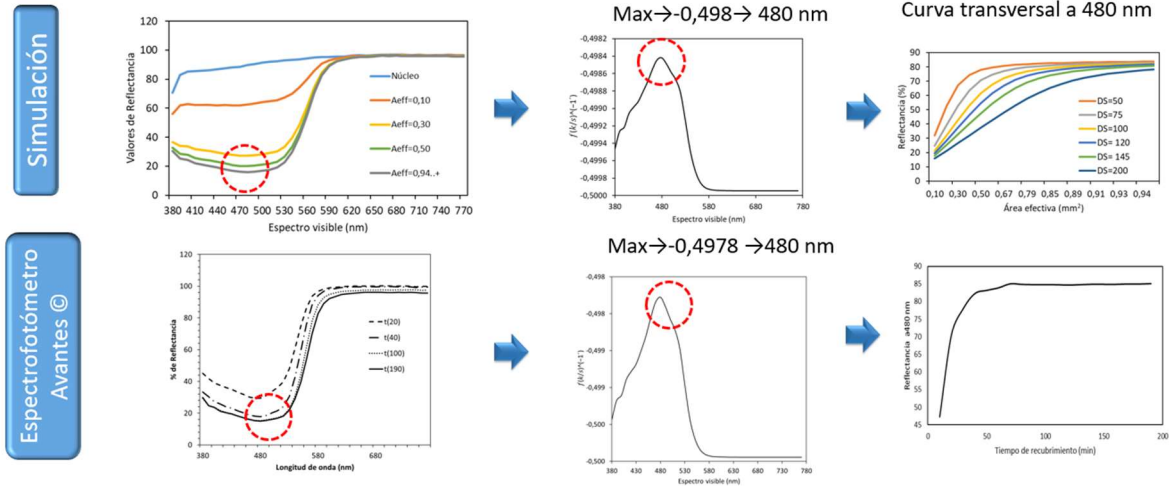 Simulación
120
100
80
60
40
20
0
Valores de Reflectancia
Núcleo
Aeff=0,10
Aeff=0,30
Aeff=0,50
Aeff=0,94..+
380 410 440 470 500 530 560 590 620 650 680 710 740 770
Espectro visible (nm)
Max→-0,498→ 480 nm
-0,4982
-0,4984
-0,4986
-0,4988
-0,4990
-0,4992
-0,4994
-0,4996
-0,4998
-0,5000
f(k/s)^(-1)
380 480 580 680 780
Espectro visible (nm)
Curva transversal a 480 nm
90
80
70
60
50
40
30
20
10
0
Reflectancia (%)
DS=50
DS=75
DS=100
DS= 120
DS= 145
DS=200
0,10 0,30 0,50 0,67 0,79 0,85 0,89 0,91 0,93 0,94
Área efectiva (mm²)
Espectrofotómetro
Avantes ©
120
100
80
60
40
20
0
% de Reflectancia
t(20)
t(40)
t(100)
t(190)
380 480 580 680
Longitud de onda (nm)
Max→-0,4978 →480 nm
-0,498
-0,498
-0,499
-0,499
-0,500
-0,500
f(k/s)^(-1)
380 430 480 530 580 630 680 730 780
Espectro visible (nm)
90
85
80
75
70
65
60
55
50
45
Reflectancia a480 nm
0 50 100 150 200
Tiempo de recubrimiento (min)